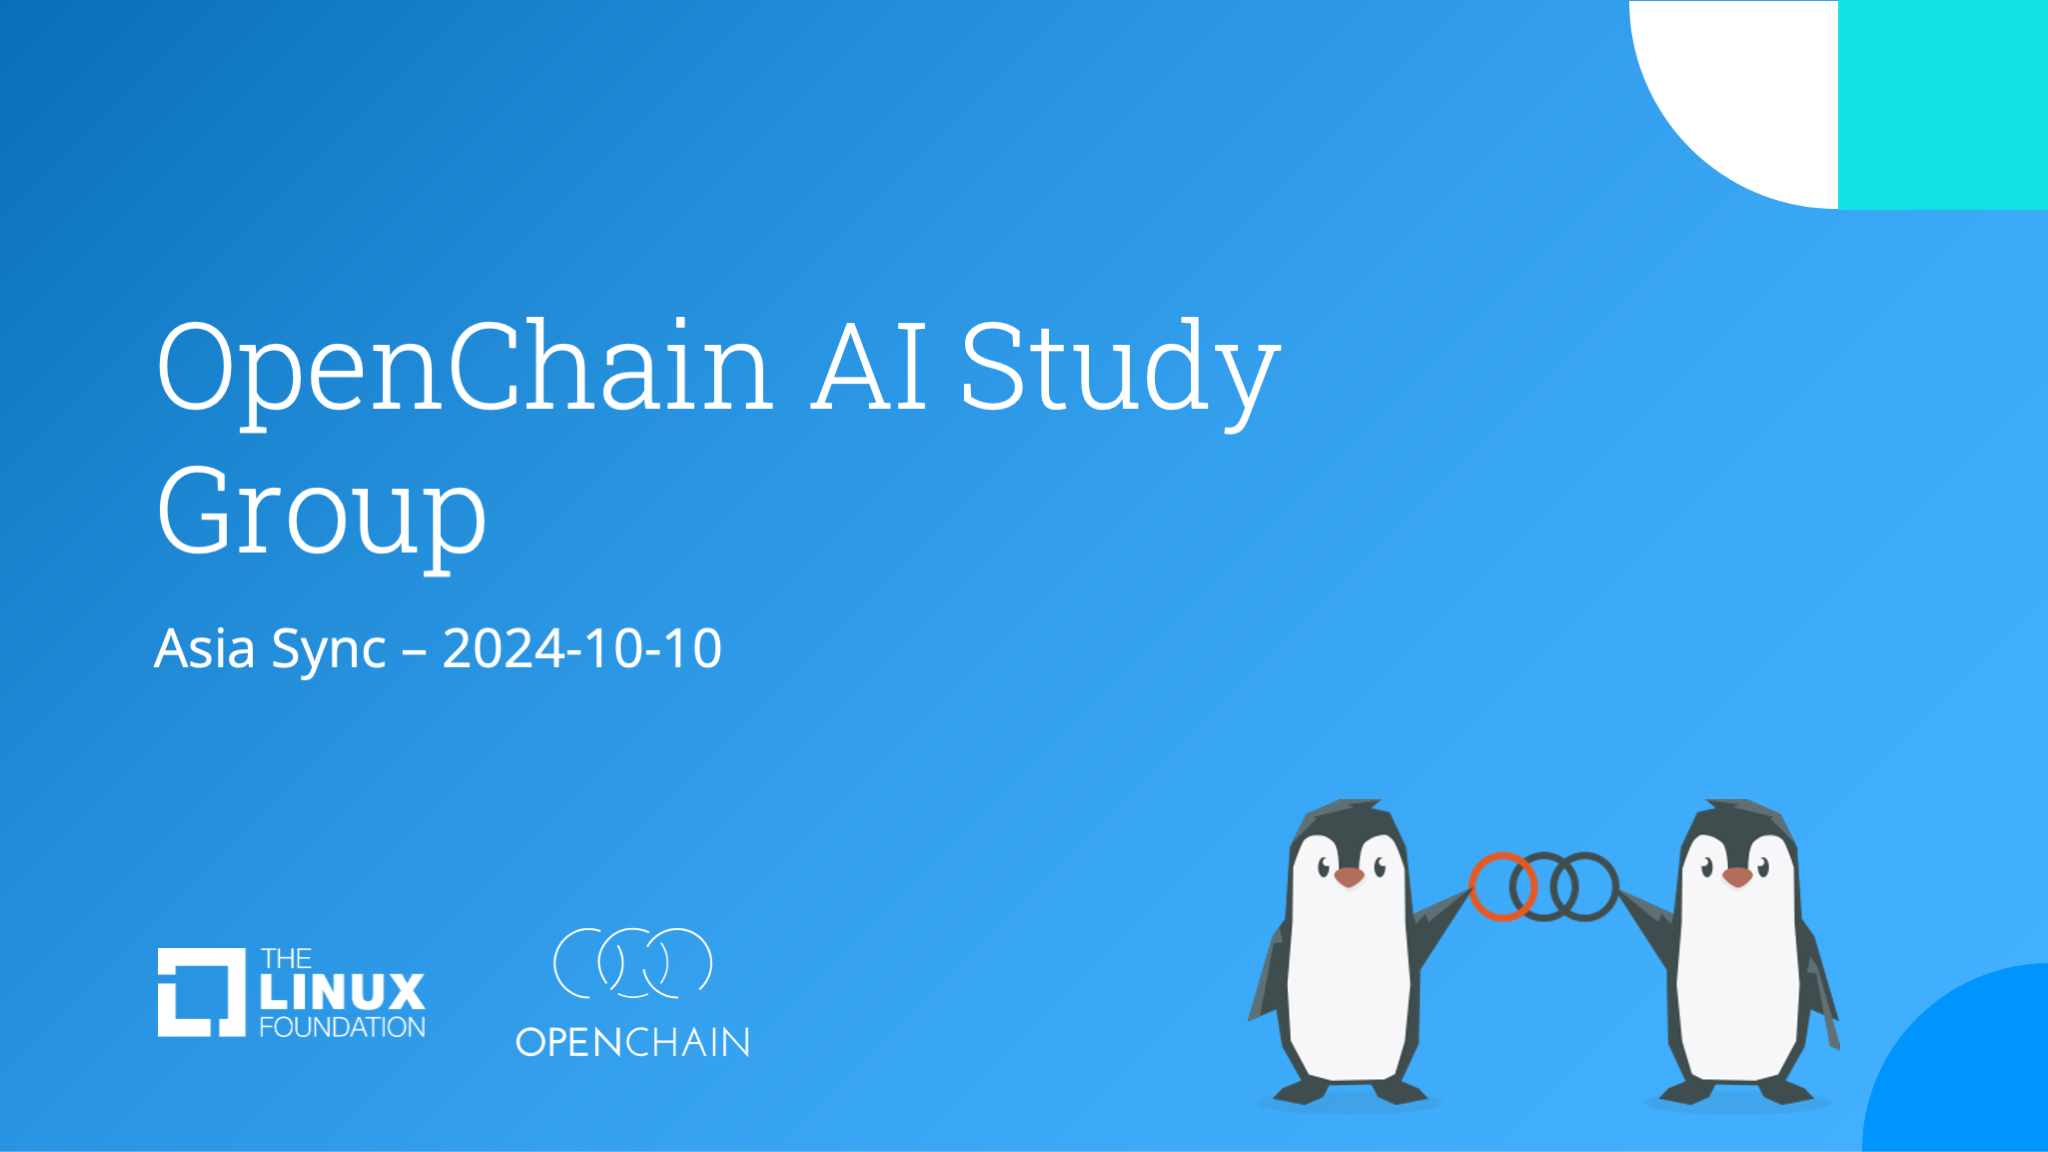 OpenChain AI Study
Group
Asia Sync – 2024-10-10
THE
LINUX
FOUNDATION
OPENCHAIN